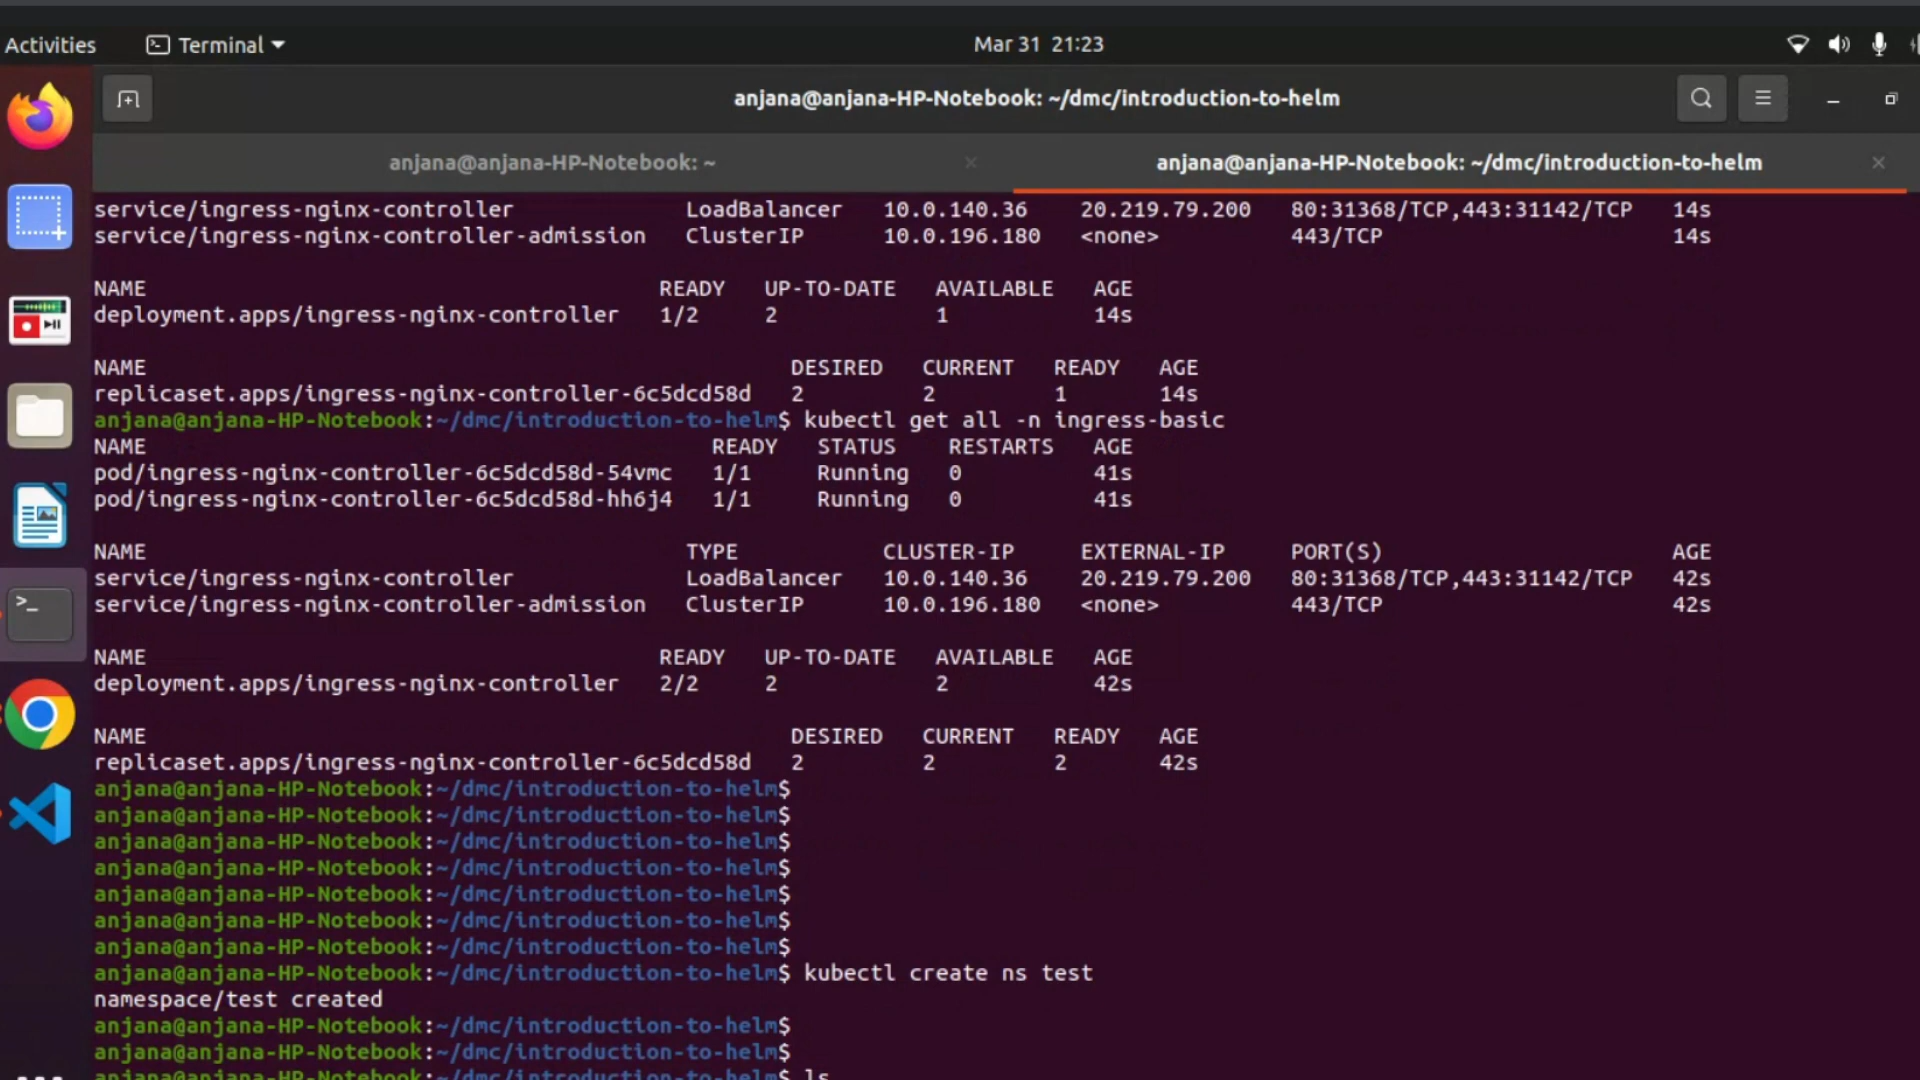 Activities Terminal Mar 31 21:23
anjana@anjana-HP-Notebook: ~/dmc/introduction-to-helm
anjana@anjana-HP-Notebook: ~ anjana@anjana-HP-Notebook: ~/dmc/introduction-to-helm
service/ingress-nginx-controller LoadBalancer 10.0.140.36 20.219.79.200 80:31368/TCP,443:31142/TCP 14s
service/ingress-nginx-controller-admission ClusterIP 10.0.196.180 <none> 443/TCP 14s
NAME READY UP-TO-DATE AVAILABLE AGE
deployment.apps/ingress-nginx-controller 1/2 2 1 14s
NAME DESIRED CURRENT READY AGE
replicaset.apps/ingress-nginx-controller-6c5dcd58d 2 2 1 14s
anjana@anjana-HP-Notebook:~/dmc/introduction-to-helm$ kubectl get all -n ingress-basic
NAME READY STATUS RESTARTS AGE
pod/ingress-nginx-controller-6c5dcd58d-54vmc 1/1 Running 0 41s
pod/ingress-nginx-controller-6c5dcd58d-hh6j4 1/1 Running 0 41s
NAME TYPE CLUSTER-IP EXTERNAL-IP PORT(S) AGE
service/ingress-nginx-controller LoadBalancer 10.0.140.36 20.219.79.200 80:31368/TCP,443:31142/TCP 42s
service/ingress-nginx-controller-admission ClusterIP 10.0.196.180 <none> 443/TCP 42s
NAME READY UP-TO-DATE AVAILABLE AGE
deployment.apps/ingress-nginx-controller 2/2 2 2 42s
NAME DESIRED CURRENT READY AGE
replicaset.apps/ingress-nginx-controller-6c5dcd58d 2 2 2 42s
anjana@anjana-HP-Notebook:~/dmc/introduction-to-helm$
anjana@anjana-HP-Notebook:~/dmc/introduction-to-helm$
anjana@anjana-HP-Notebook:~/dmc/introduction-to-helm$
anjana@anjana-HP-Notebook:~/dmc/introduction-to-helm$
anjana@anjana-HP-Notebook:~/dmc/introduction-to-helm$
anjana@anjana-HP-Notebook:~/dmc/introduction-to-helm$
anjana@anjana-HP-Notebook:~/dmc/introduction-to-helm$
anjana@anjana-HP-Notebook:~/dmc/introduction-to-helm$ kubectl create ns test
namespace/test created
anjana@anjana-HP-Notebook:~/dmc/introduction-to-helm$
anjana@anjana-HP-Notebook:~/dmc/introduction-to-helm$
anjana@anjana-HP-Notebook:~/dmc/introduction-to-helm$ ls